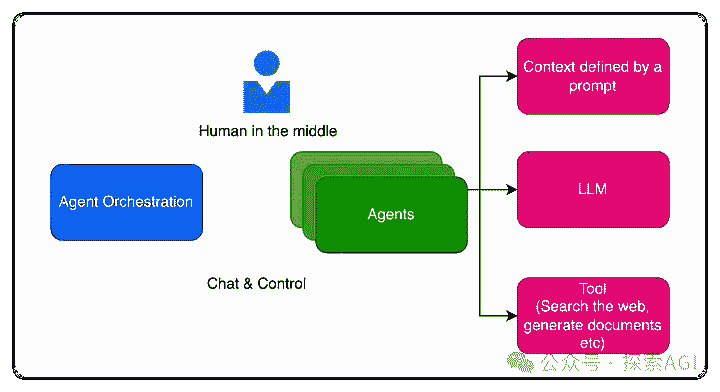 Human in the middle
Agent Orchestration
Agents
Chat & Control
Context defined by a
prompt
LLM
Tool
(Search the web,
generate documents
etc)
公众号 · 探索AGI